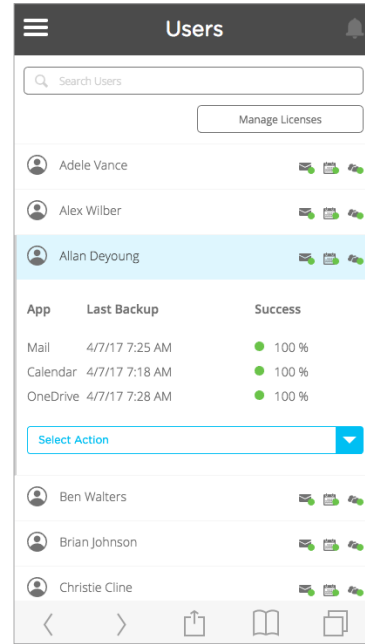 Users
Search Users
Manage Licenses
Adele Vance
Alex Wilber
Allan Deyoung
App Last Backup Success
Mail 4/7/17 7:25 AM 100 %
Calendar 4/7/17 7:18 AM 100 %
OneDrive 4/7/17 7:28 AM 100 %
Select Action
Ben Walters
Brian Johnson
Christie Cline